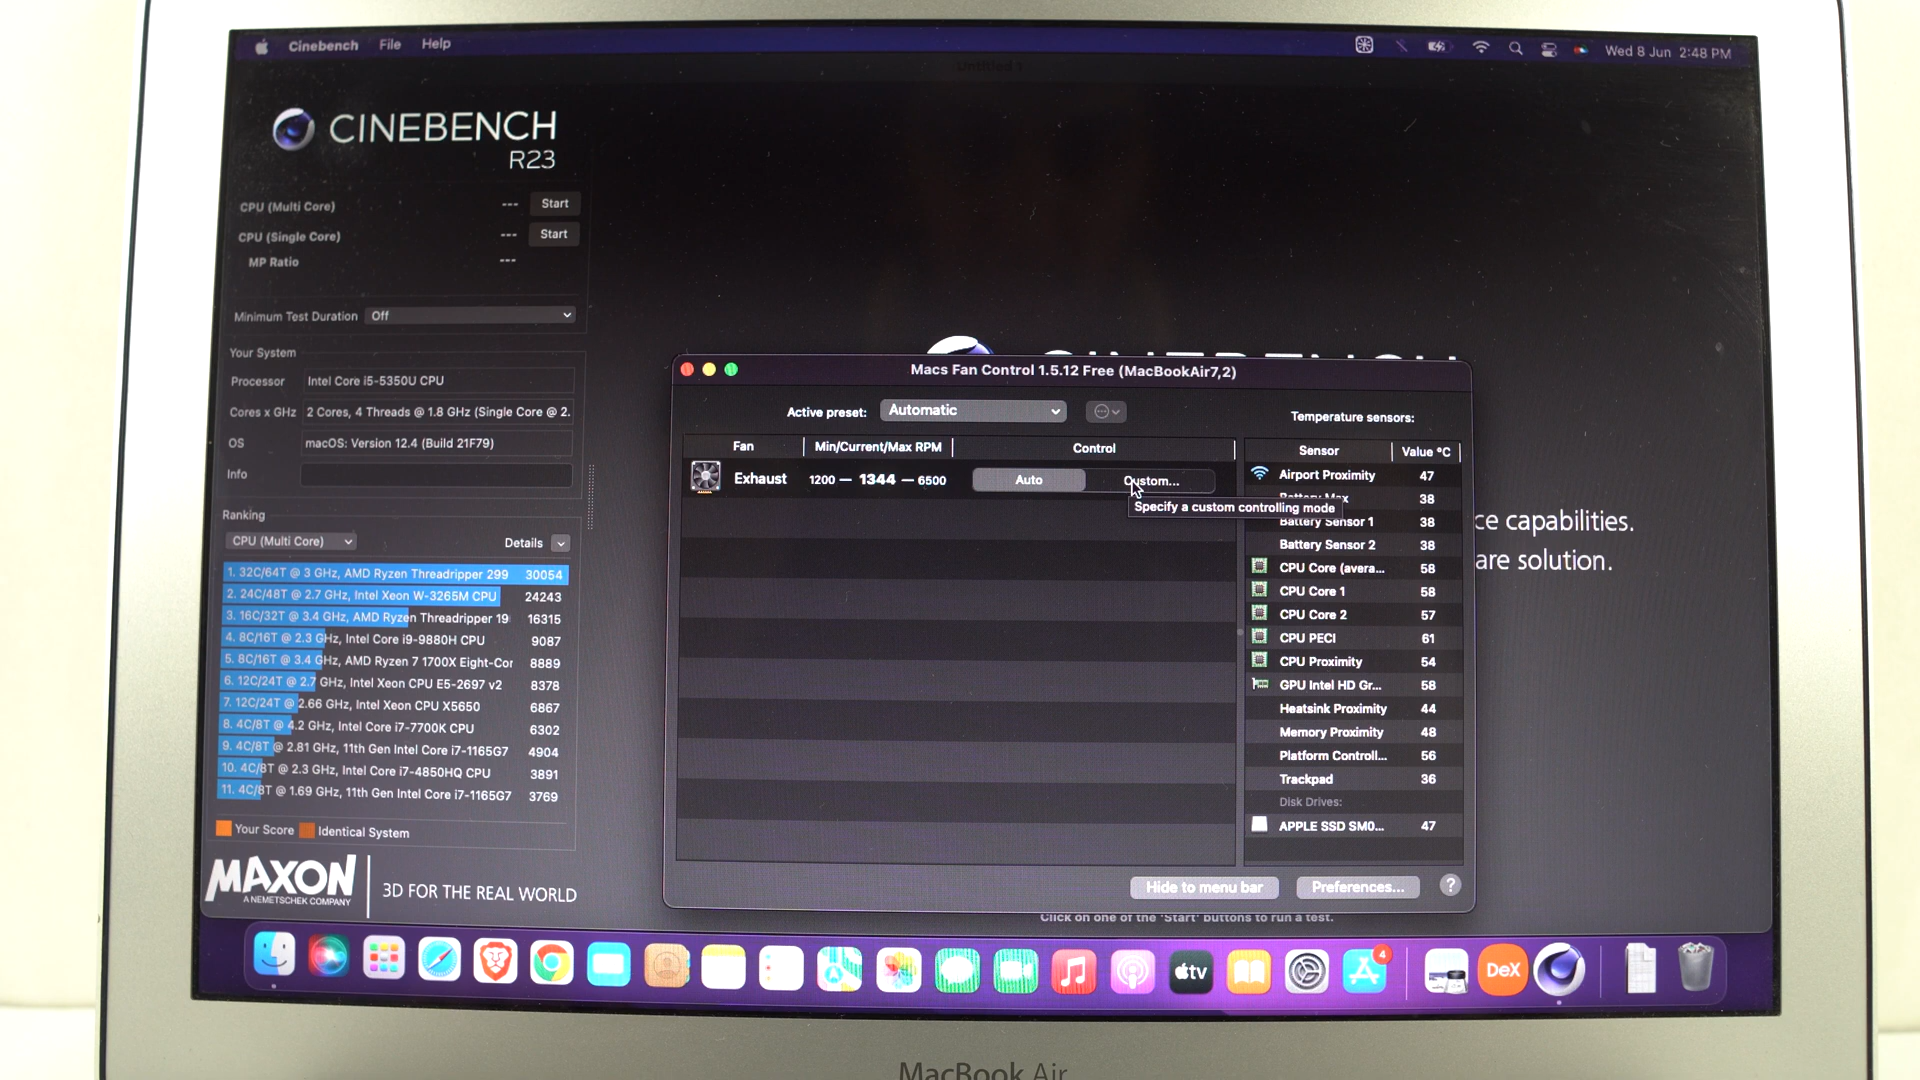 Cinebench File Help
Wed 8 Jun 2:48 PM
Untitled 1
CINEBENCH
R23
CPU (Multi Core) --- Start
CPU (Single Core) --- Start
MP Ratio ---
Minimum Test Duration Off
Your System
Processor Intel Core i5-5350U CPU
Cores x GHz 2 Cores, 4 Threads @ 1.8 GHz (Single Core @ 2.
OS macOS: Version 12.4 (Build 21F79)
Info
Ranking
CPU (Multi Core) Details
1. 32C/64T @ 3 GHz, AMD Ryzen Threadripper 299 30054
2. 24C/48T @ 2.7 GHz, Intel Xeon W-3265M CPU 24243
3. 16C/32T @ 3.4 GHz, AMD Ryzen Threadripper 19 16315
4. 8C/16T @ 2.3 GHz, Intel Core i9-9880H CPU 9087
5. 8C/16T @ 3.4 GHz, AMD Ryzen 7 1700X Eight-Cor 8889
6. 12C/24T @ 2.7 GHz, Intel Xeon CPU E5-2697 v2 8378
7. 12C/24T @ 2.66 GHz, Intel Xeon CPU X5650 6867
8. 4C/8T @ 4.2 GHz, Intel Core i7-7700K CPU 6302
9. 4C/8T @ 2.81 GHz, 11th Gen Intel Core i7-1165G7 4904
10. 4C/8T @ 2.3 GHz, Intel Core i7-4850HQ CPU 3891
11. 4C/8T @ 1.69 GHz, 11th Gen Intel Core i7-1165G7 3769
Your Score Identical System
MAXON
A NEMETSCHEK COMPANY
3D FOR THE REAL WORLD
Macs Fan Control 1.5.12 Free (MacBookAir7,2)
Active preset: Automatic
Fan Min/Current/Max RPM Control
Exhaust 1200 — 1344 — 6500 Auto Custom...
Specify a custom controlling mode
Temperature sensors:
Sensor Value °C
Airport Proximity 47
Battery Max 38
Battery Sensor 1 38
Battery Sensor 2 38
CPU Core (avera... 58
CPU Core 1 58
CPU Core 2 57
CPU PECI 61
CPU Proximity 54
GPU Intel HD Gr... 58
Heatsink Proximity 44
Memory Proximity 48
Platform Controll... 56
Trackpad 36
Disk Drives:
APPLE SSD SM0... 47
Hide to menu bar Preferences... ?
ce capabilities.
are solution.
Click on one of the 'Start' buttons to run a test.
tv
4
DeX
MacBook Air